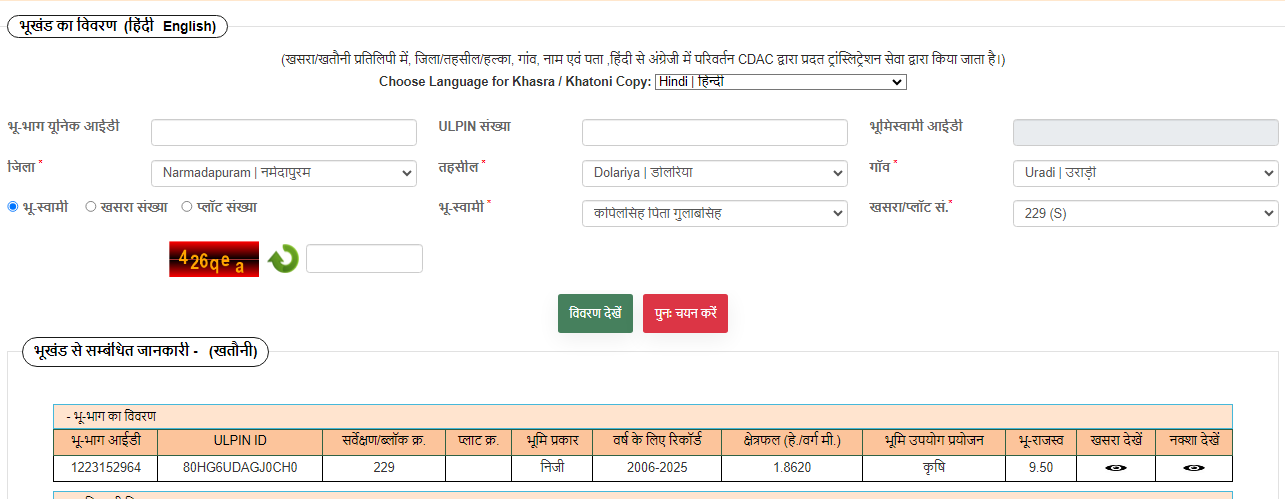 भूखंड का विवरण (हिंदी English)
(खसरा/खतौनी प्रतिलिपी में, जिला/तहसील/हल्का, गांव, नाम एवं पता ,हिंदी से अंग्रेजी में परिवर्तन CDAC द्वारा प्रदत ट्रांस्लिट्रेशन सेवा द्वारा किया जाता है।)
Choose Language for Khasra / Khatoni Copy: Hindi | हिन्दी
भू-भाग यूनिक आईडी ULPIN संख्या भूमिस्वामी आईडी
जिला * Narmadapuram | नर्मदापुरम तहसील * Dolariya | डोलरिया गाँव * Uradi | उराड़ी
भू-स्वामी खसरा संख्या प्लॉट संख्या भू-स्वामी * कपिलसिंह पिता गुलाबसिंह खसरा/प्लॉट सं.* 229 (S)
426qea
विवरण देखें पुनः चयन करें
भूखंड से सम्बंधित जानकारी - (खतौनी)
- भू-भाग का विवरण
भू-भाग आईडी ULPIN ID सर्वेक्षण/ब्लॉक क्र. प्लाट क्र. भूमि प्रकार वर्ष के लिए रिकॉर्ड क्षेत्रफल (हे./वर्ग मी.) भूमि उपयोग प्रयोजन भू-राजस्व खसरा देखें नक्शा देखें
1223152964 80HG6UDAGJ0CH0 229 निजी 2006-2025 1.8620 कृषि 9.50